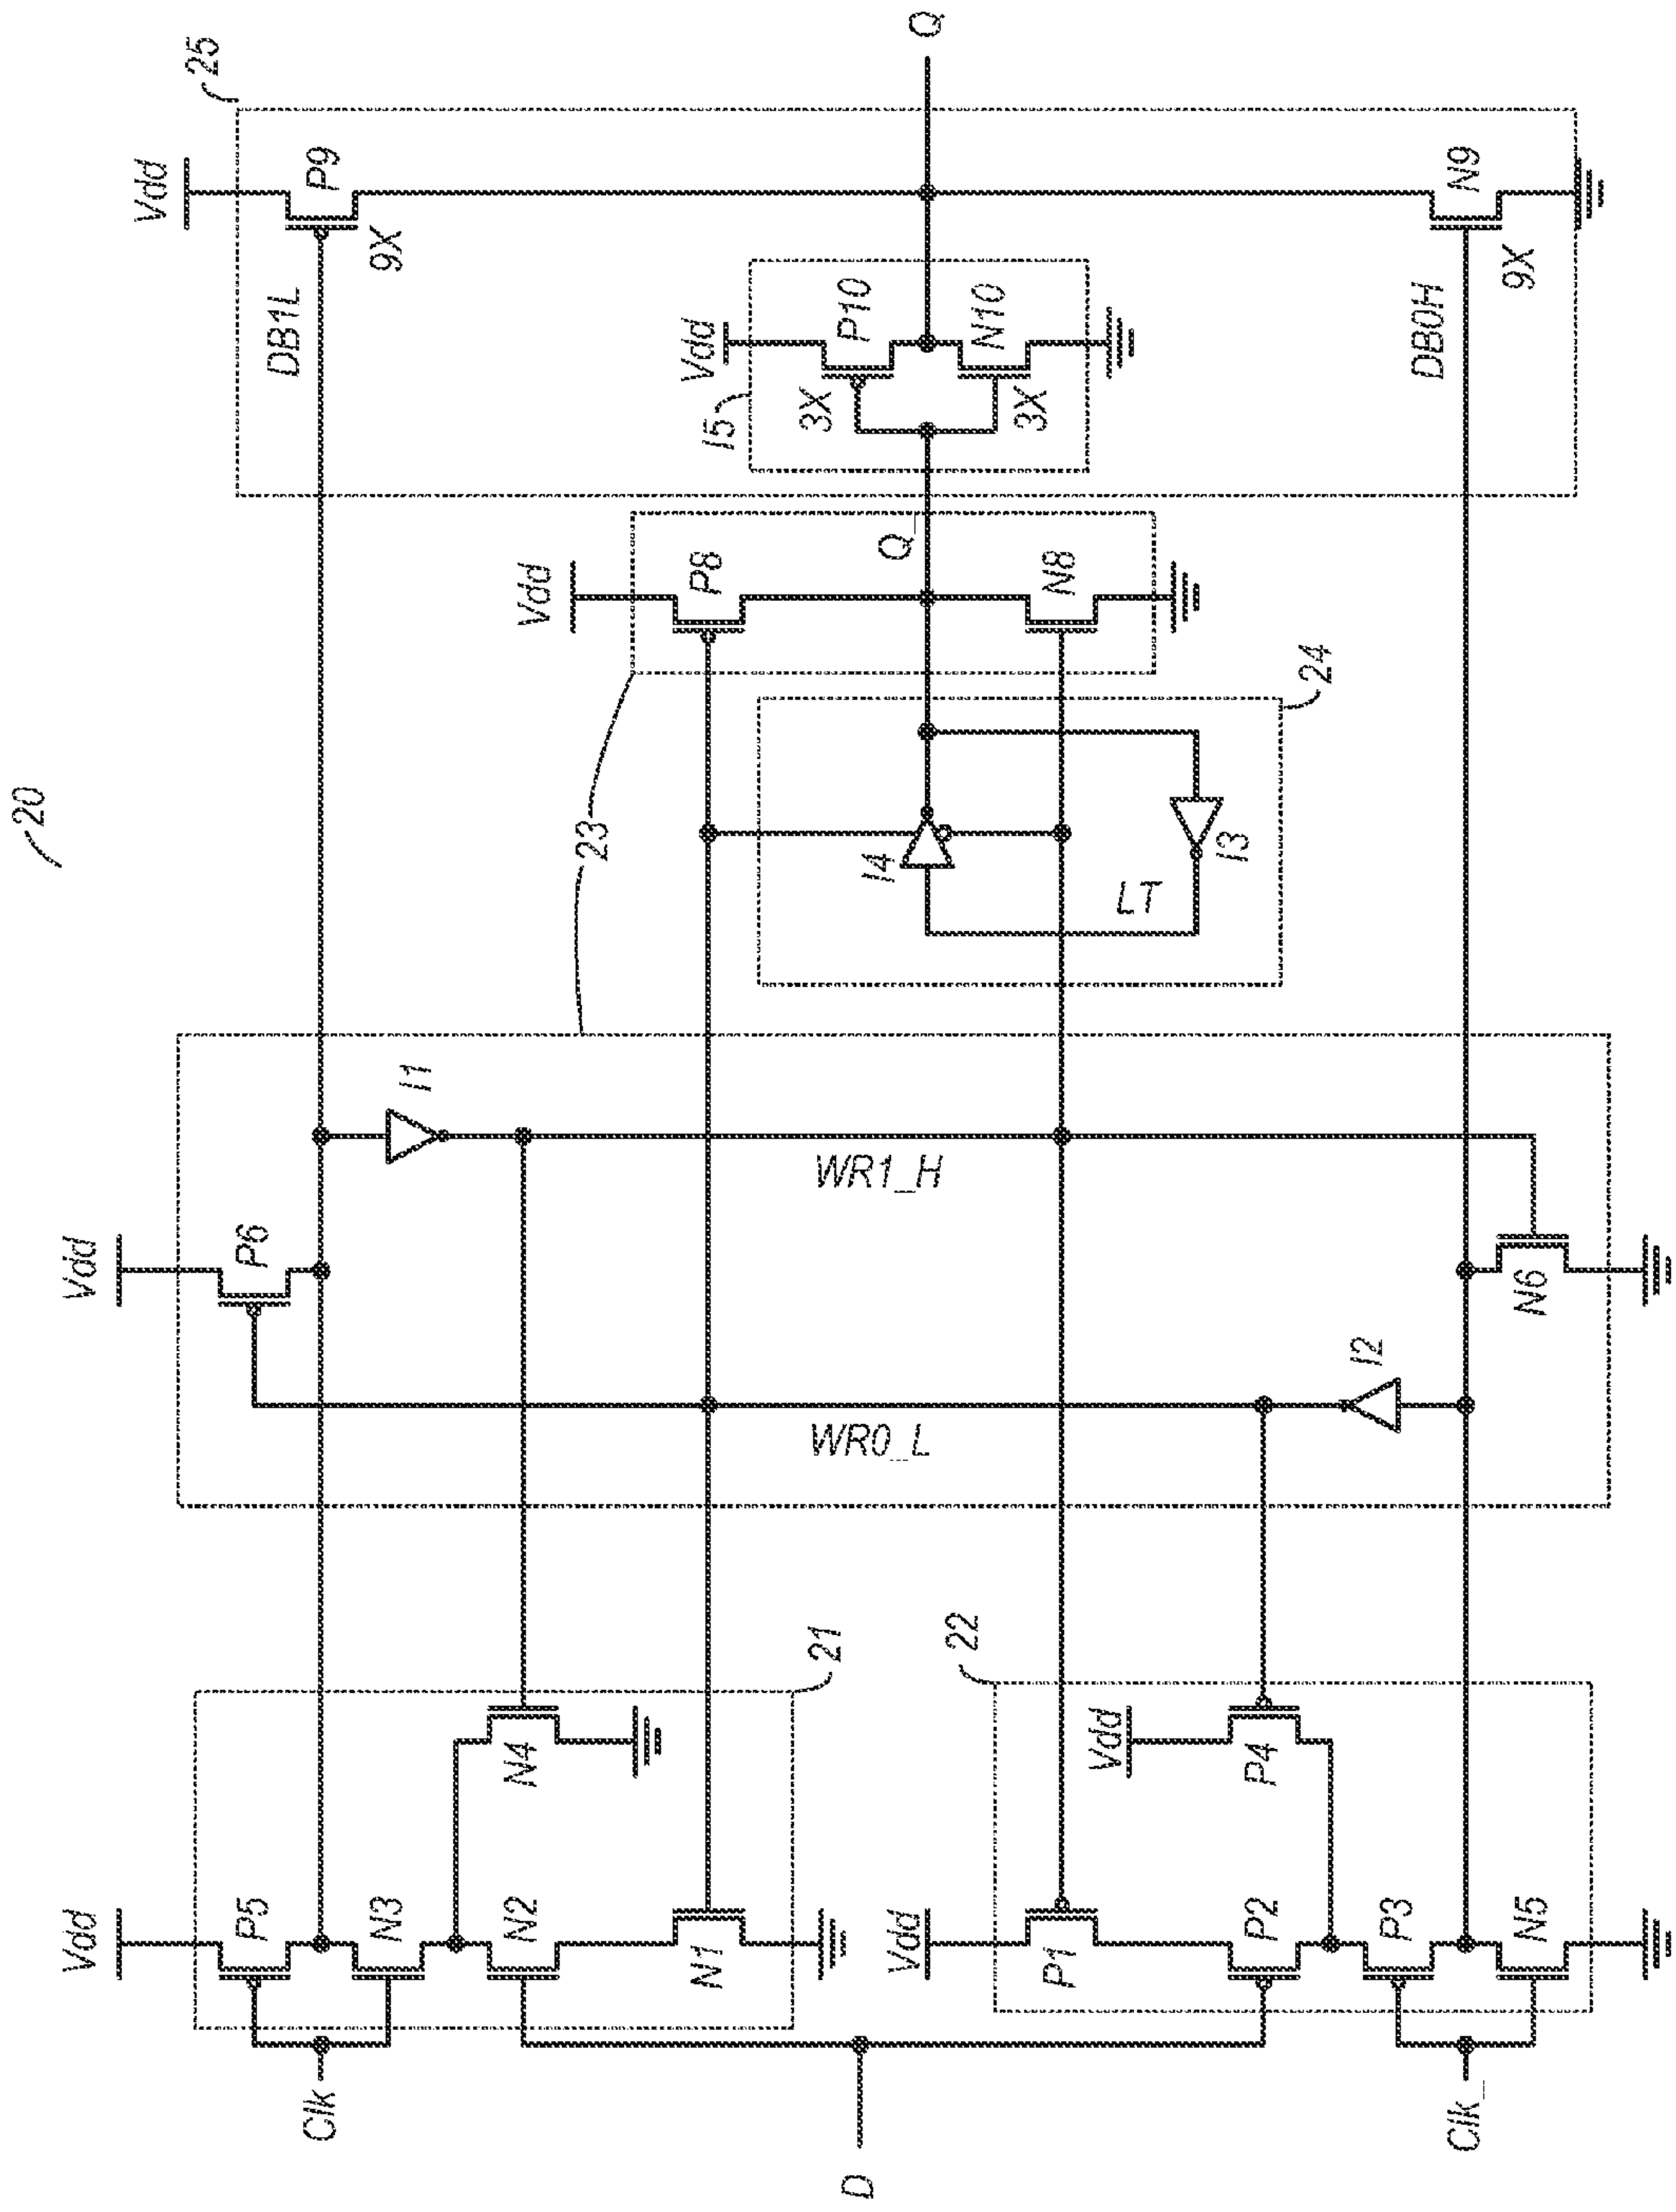 20
25
Vdd
P9
9X
DB1L
Q
Vdd
P10
3X
I5
N10
3X
DB0H
N9
9X
Q_
Vdd
P8
N8
23
24
I4
I3
LT
I1
WR1_H
Vdd
P6
N6
I2
WR0_L
21
22
N4
Vdd
P4
Vdd
P5
N3
N2
N1
Vdd
P1
P2
P3
N5
Clk
D
Clk_